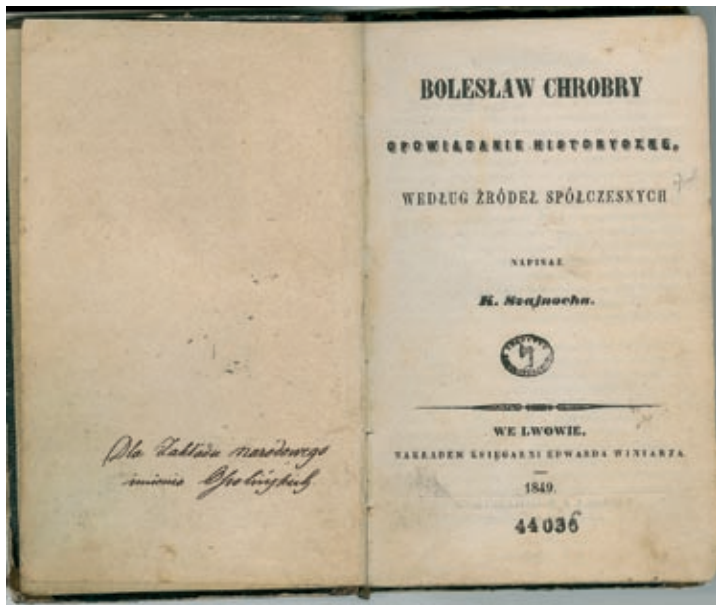 Dla Zakładu narodowego
imienia Ossolińskich
BOLESŁAW CHROBRY
OPOWIADANIE HISTORYCZNE,
WEDŁUG ŹRÓDEŁ SPÓŁCZESNYCH
NAPISAŁ
K. Szajnocha.
WE LWOWIE,
NAKŁADEM KSIĘGARNI EDWARDA WINIARZA
1849.
44036